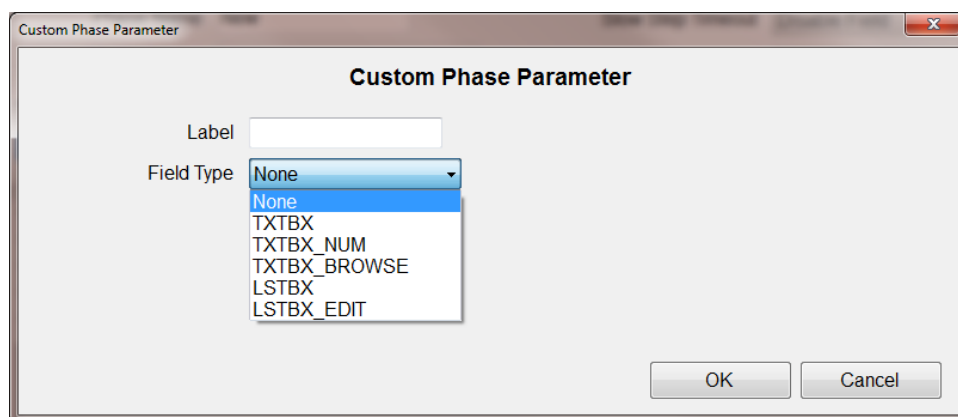 Custom Phase Parameter
Custom Phase Parameter
Label
Field Type None
None
TXTBX
TXTBX_NUM
TXTBX_BROWSE
LSTBX
LSTBX_EDIT
OK Cancel